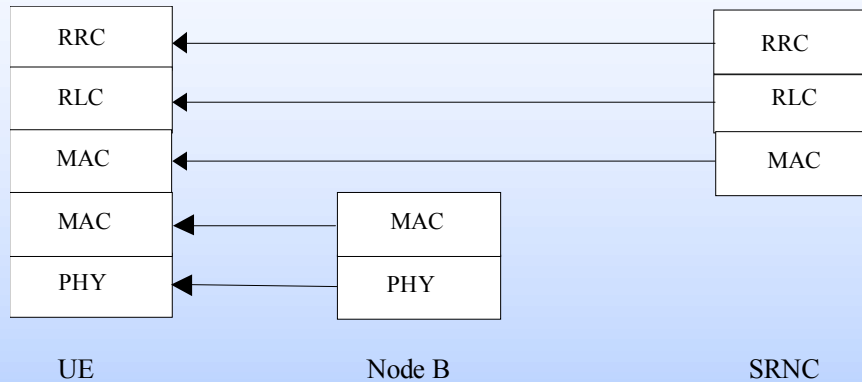 RRC
RRC
RLC
RLC
MAC
MAC
MAC
MAC
PHY
PHY
UE
Node B
SRNC